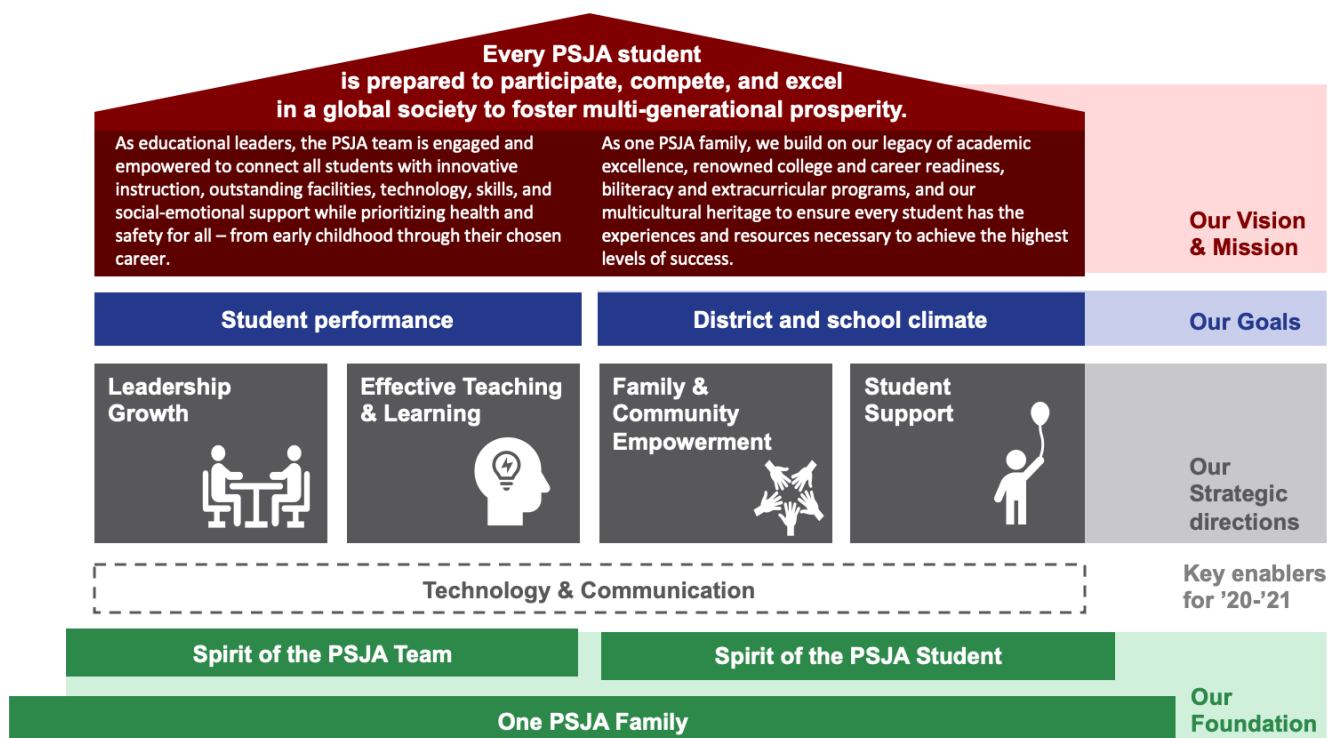 Every PSJA student
is prepared to participate, compete, and excel
in a global society to foster multi-generational prosperity.
As educational leaders, the PSJA team is engaged and
empowered to connect all students with innovative
instruction, outstanding facilities, technology, skills, and
social-emotional support while prioritizing health and
safety for all – from early childhood through their chosen
career.
As one PSJA family, we build on our legacy of academic
excellence, renowned college and career readiness,
biliteracy and extracurricular programs, and our
multicultural heritage to ensure every student has the
experiences and resources necessary to achieve the highest
levels of success.
Our Vision
& Mission
Student performance
District and school climate
Our Goals
Leadership
Growth
Effective Teaching
& Learning
Family &
Community
Empowerment
Student
Support
Our
Strategic
directions
Technology & Communication
Key enablers
for ’20-’21
Spirit of the PSJA Team
Spirit of the PSJA Student
One PSJA Family
Our
Foundation